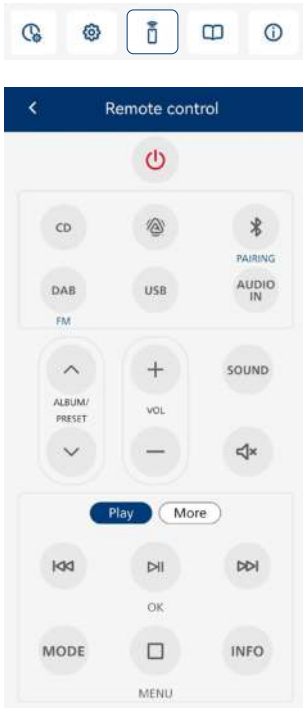 Remote control
CD
PAIRING
DAB
USB
AUDIO
IN
FM
ALBUM/
PRESET
VOL
SOUND
Play
More
OK
MODE
INFO
MENU